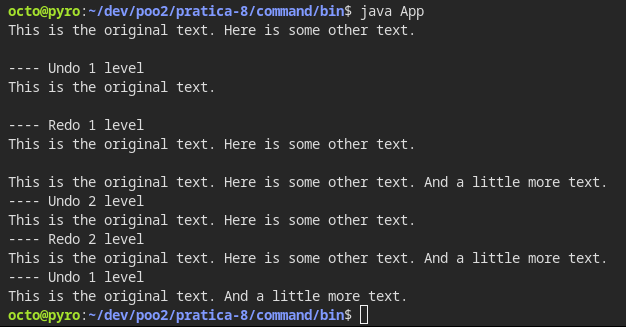 octo@pyro:~/dev/poo2/pratica-8/command/bin$ java App
This is the original text. Here is some other text.
---- Undo 1 level
This is the original text.
---- Redo 1 level
This is the original text. Here is some other text.
This is the original text. Here is some other text. And a little more text.
---- Undo 2 level
This is the original text. Here is some other text.
---- Redo 2 level
This is the original text. Here is some other text. And a little more text.
---- Undo 1 level
This is the original text. And a little more text.
octo@pyro:~/dev/poo2/pratica-8/command/bin$